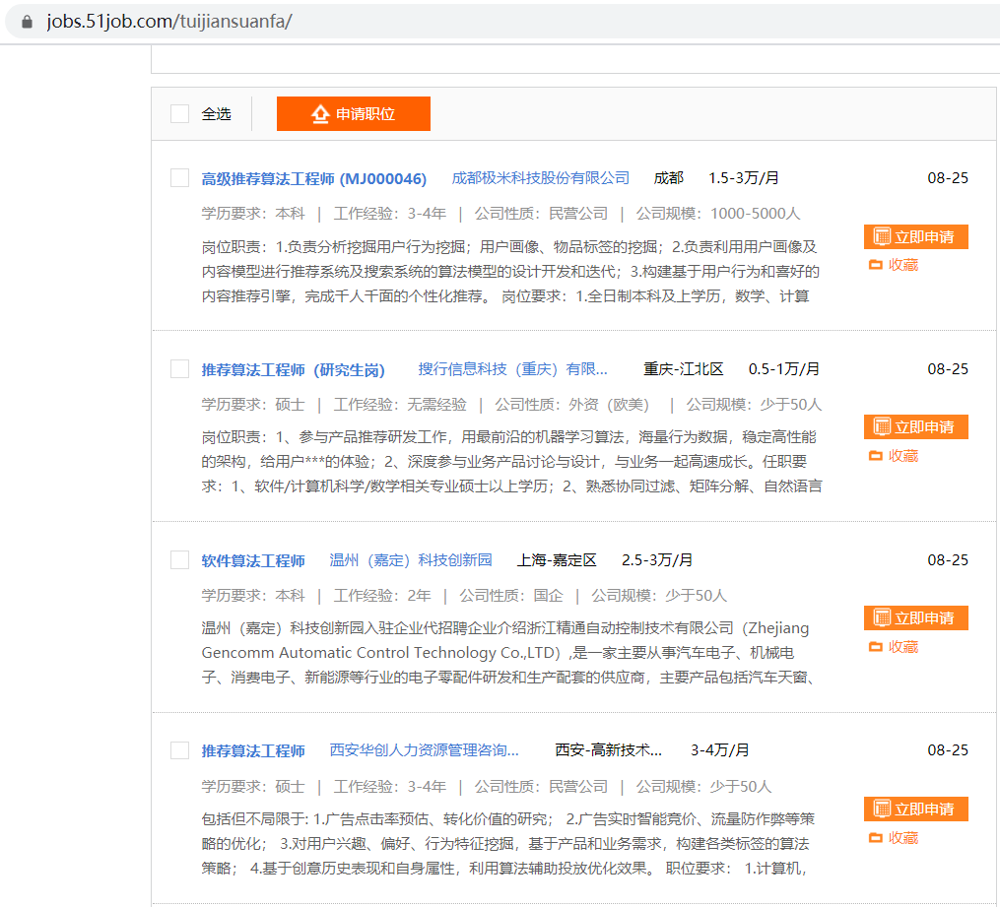 jobs.51job.com/tuijiansuanfa/
全选 申请职位
高级推荐算法工程师 (MJ000046) 成都极米科技股份有限公司 成都 1.5-3万/月 08-25
学历要求：本科 | 工作经验：3-4年 | 公司性质：民营公司 | 公司规模：1000-5000人
立即申请
岗位职责：1.负责分析挖掘用户行为挖掘；用户画像、物品标签的挖掘；2.负责利用用户画像及
收藏
内容模型进行推荐系统及搜索系统的算法模型的设计开发和迭代；3.构建基于用户行为和喜好的
内容推荐引擎，完成千人千面的个性化推荐。 岗位要求：1.全日制本科及上学历，数学、计算
推荐算法工程师（研究生岗） 搜行信息科技（重庆）有限... 重庆-江北区 0.5-1万/月 08-25
学历要求：硕士 | 工作经验：无需经验 | 公司性质：外资（欧美） | 公司规模：少于50人
立即申请
岗位职责：1、参与产品推荐研发工作，用最前沿的机器学习算法，海量行为数据，稳定高性能
收藏
的架构，给用户***的体验；2、深度参与业务产品讨论与设计，与业务一起高速成长。任职要
求：1、软件/计算机科学/数学相关专业硕士以上学历；2、熟悉协同过滤、矩阵分解、自然语言
软件算法工程师 温州（嘉定）科技创新园 上海-嘉定区 2.5-3万/月 08-25
学历要求：本科 | 工作经验：2年 | 公司性质：国企 | 公司规模：少于50人
立即申请
温州（嘉定）科技创新园入驻企业代招聘企业介绍浙江精通自动控制技术有限公司（Zhejiang
收藏
Gencomm Automatic Control Technology Co.,LTD）,是一家主要从事汽车电子、机械电
子、消费电子、新能源等行业的电子零配件研发和生产配套的供应商，主要产品包括汽车天窗、
推荐算法工程师 西安华创人力资源管理咨询... 西安-高新技术... 3-4万/月 08-25
学历要求：硕士 | 工作经验：3-4年 | 公司性质：民营公司 | 公司规模：少于50人
立即申请
包括但不局限于: 1.广告点击率预估、转化价值的研究； 2.广告实时智能竞价、流量防作弊等策
收藏
略的优化； 3.对用户兴趣、偏好、行为特征挖掘，基于产品和业务需求，构建各类标签的算法
策略； 4.基于创意历史表现和自身属性，利用算法辅助投放优化效果。 职位要求： 1.计算机，